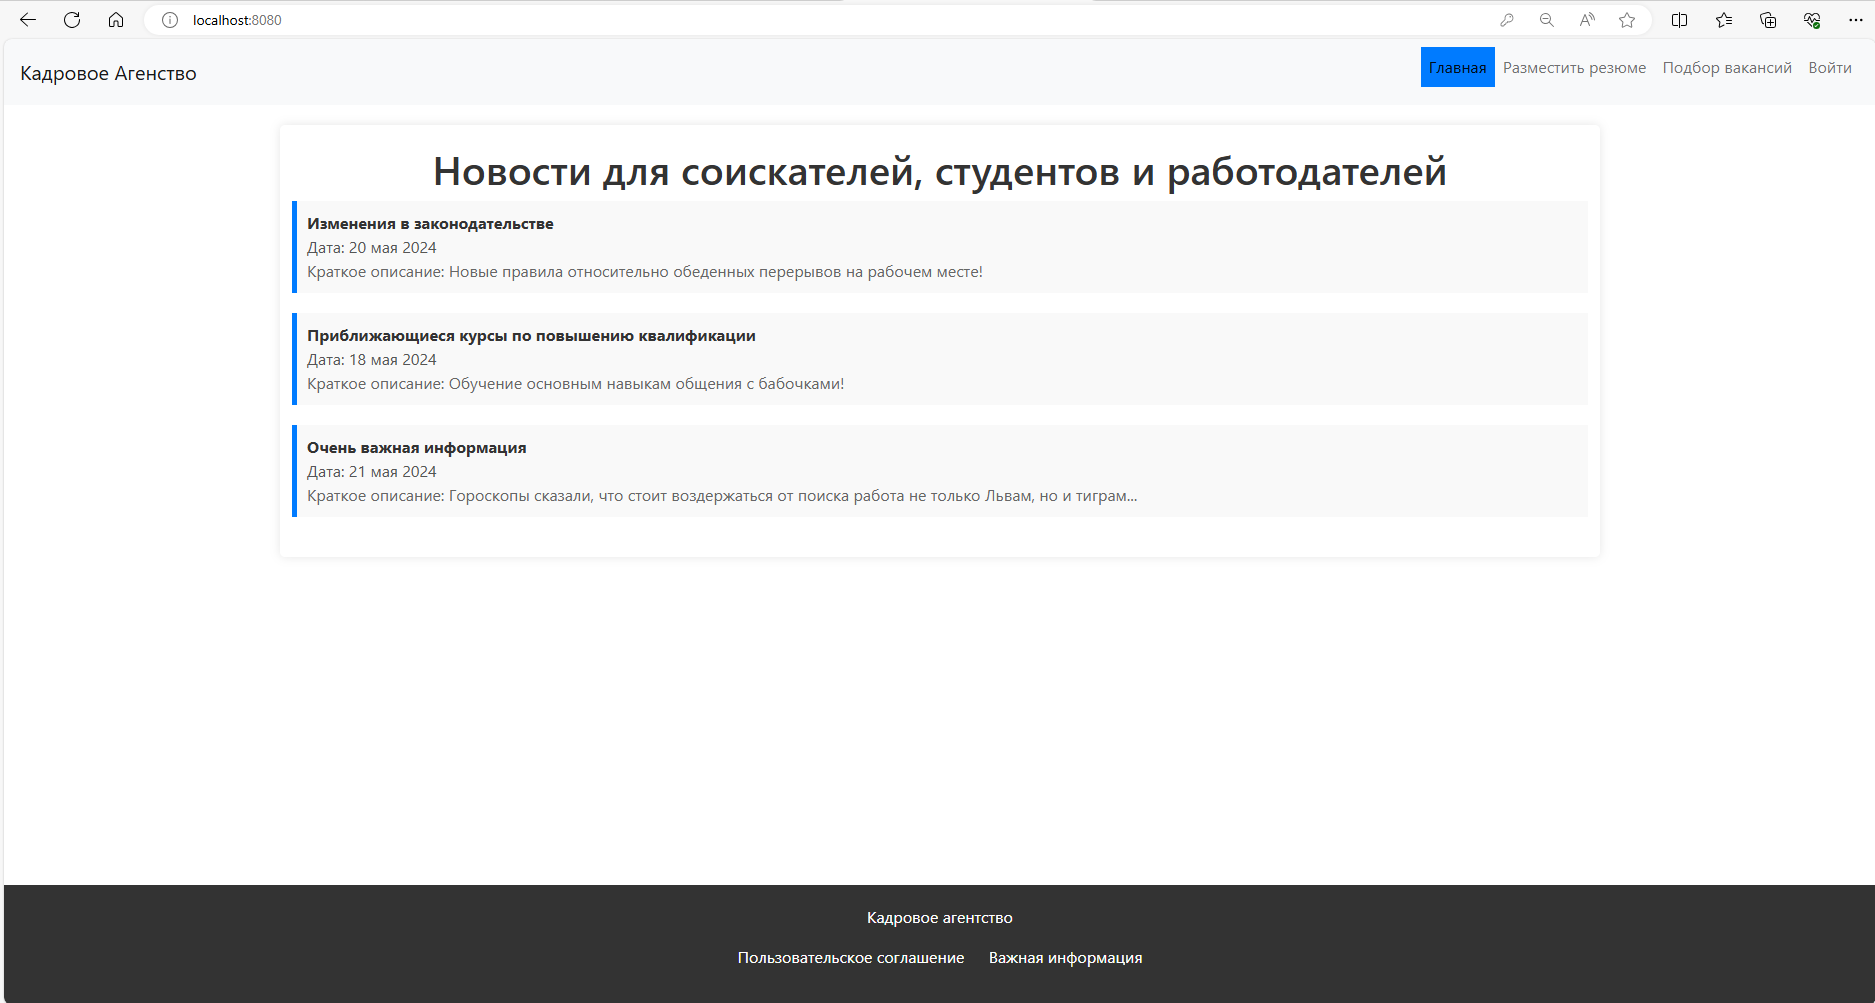 localhost:8080
Кадровое Агенство
Главная Разместить резюме Подбор вакансий Войти
Новости для соискателей, студентов и работодателей
Изменения в законодательстве
Дата: 20 мая 2024
Краткое описание: Новые правила относительно обеденных перерывов на рабочем месте!
Приближающиеся курсы по повышению квалификации
Дата: 18 мая 2024
Краткое описание: Обучение основным навыкам общения с бабочками!
Очень важная информация
Дата: 21 мая 2024
Краткое описание: Гороскопы сказали, что стоит воздержаться от поиска работа не только Львам, но и тиграм...
Кадровое агентство
Пользовательское соглашение Важная информация